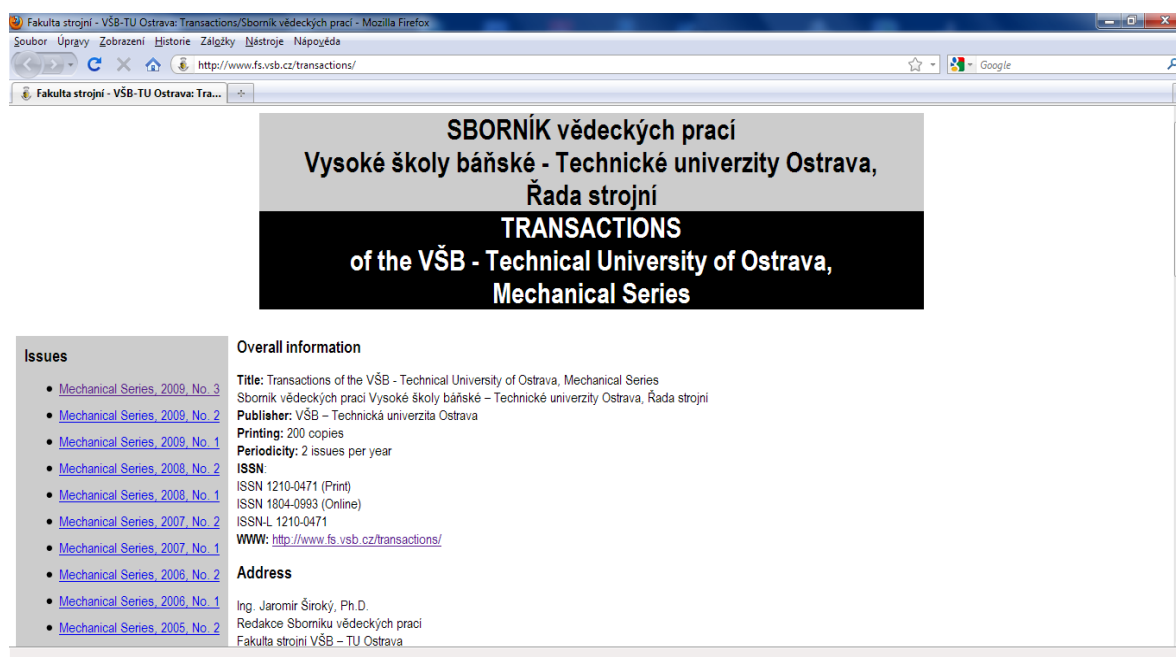 Fakulta strojní - VŠB-TU Ostrava: Transactions/Sborník vědeckých prací - Mozilla Firefox
Soubor Úpravy Zobrazení Historie Záložky Nástroje Nápověda
http://www.fs.vsb.cz/transactions/
Google
Fakulta strojní - VŠB-TU Ostrava: Tra...
SBORNÍK vědeckých prací
Vysoké školy báňské - Technické univerzity Ostrava,
Řada strojní
TRANSACTIONS
of the VŠB - Technical University of Ostrava,
Mechanical Series
Issues
Mechanical Series, 2009, No. 3
Mechanical Series, 2009, No. 2
Mechanical Series, 2009, No. 1
Mechanical Series, 2008, No. 2
Mechanical Series, 2008, No. 1
Mechanical Series, 2007, No. 2
Mechanical Series, 2007, No. 1
Mechanical Series, 2006, No. 2
Mechanical Series, 2006, No. 1
Mechanical Series, 2005, No. 2
Overall information
Title: Transactions of the VŠB - Technical University of Ostrava, Mechanical Series
Sborník vědeckých prací Vysoké školy báňské – Technické univerzity Ostrava, Řada strojní
Publisher: VŠB – Technická univerzita Ostrava
Printing: 200 copies
Periodicity: 2 issues per year
ISSN:
ISSN 1210-0471 (Print)
ISSN 1804-0993 (Online)
ISSN-L 1210-0471
WWW: http://www.fs.vsb.cz/transactions/
Address
Ing. Jaromír Široký, Ph.D.
Redakce Sborníku vědeckých prací
Fakulta strojní VŠB – TU Ostrava